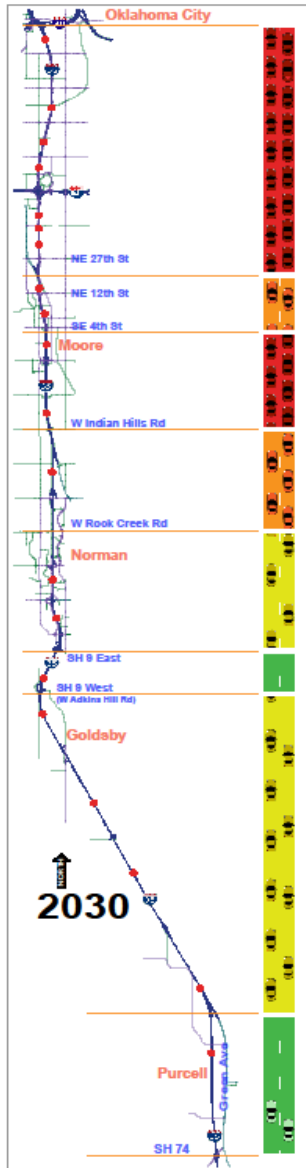 Oklahoma City
NE 27th St
NE 12th St
SE 4th St
Moore
W Indian Hills Rd
W Rook Creek Rd
Norman
SH 9 East
SH 9 West
(W Adkins Hill Rd)
Goldsby
NORTH
2030
Purcell
Green Ave
SH 74